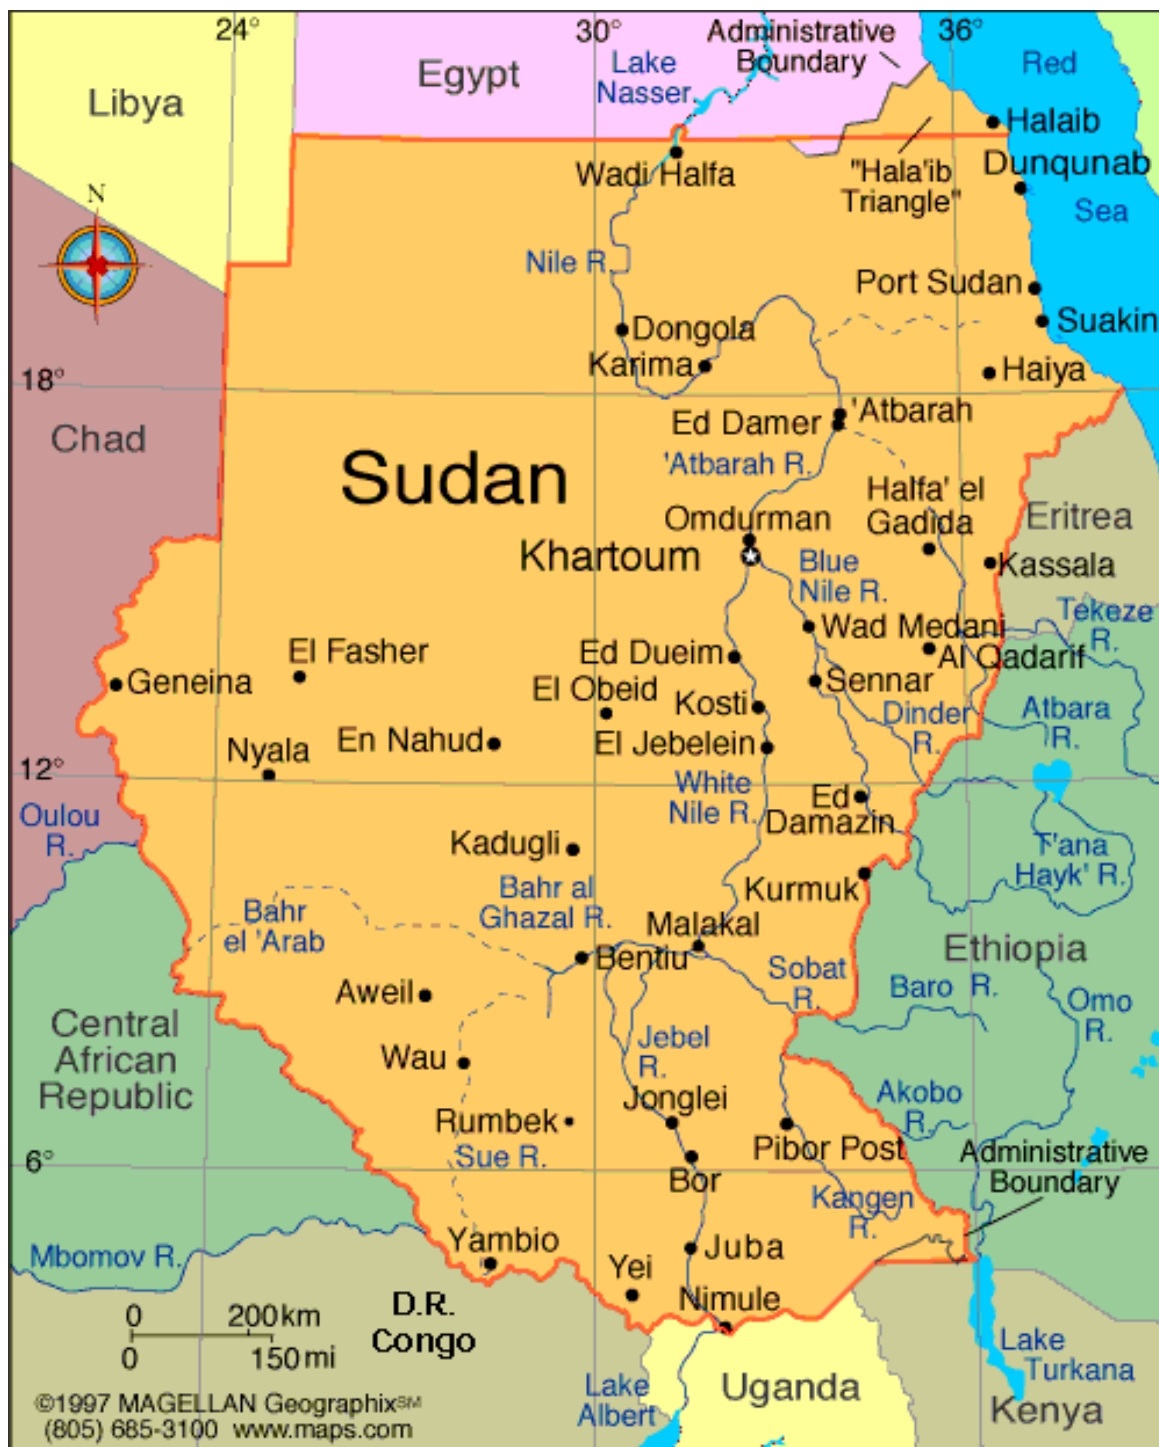 24°
30°
36°
Administrative
Boundary
Libya
Egypt
Lake
Nasser
Red
Sea
Halaib
"Hala'ib
Triangle"
Dunqunab
Wadi Halfa
N
Nile R.
Port Sudan
Suakin
Dongola
Karima
Haiya
18°
Chad
'Atbarah
Ed Damer
'Atbarah R.
Sudan
Halfa' el
Gadida
Omdurman
Khartoum
Eritrea
Blue
Nile R.
Kassala
Tekeze
R.
Wad Medani
Al Qadarif
El Fasher
Ed Dueim
Geneina
El Obeid
Sennar
Kosti
Dinder
R.
Atbara
R.
En Nahud
El Jebelein
Nyala
12°
White
Nile R.
Ed
Damazin
Oulou
R.
Kadugli
T'ana
Hayk' R.
Kurmuk
Bahr al
Ghazal R.
Bahr
el 'Arab
Malakal
Ethiopia
Bentiu
Sobat
R.
Baro R.
Omo
R.
Aweil
Central
African
Republic
Jebel
R.
Wau
Akobo
R.
Jonglei
Rumbek
Pibor Post
Sue R.
6°
Administrative
Boundary
Bor
Kangen
R.
Mbomov R.
Yambio
Juba
Yei
Nimule
D.R.
Congo
0 200 km
0 150 mi
Lake
Turkana
Lake
Albert
Uganda
Kenya
©1997 MAGELLAN Geographix℠
(805) 685-3100 www.maps.com